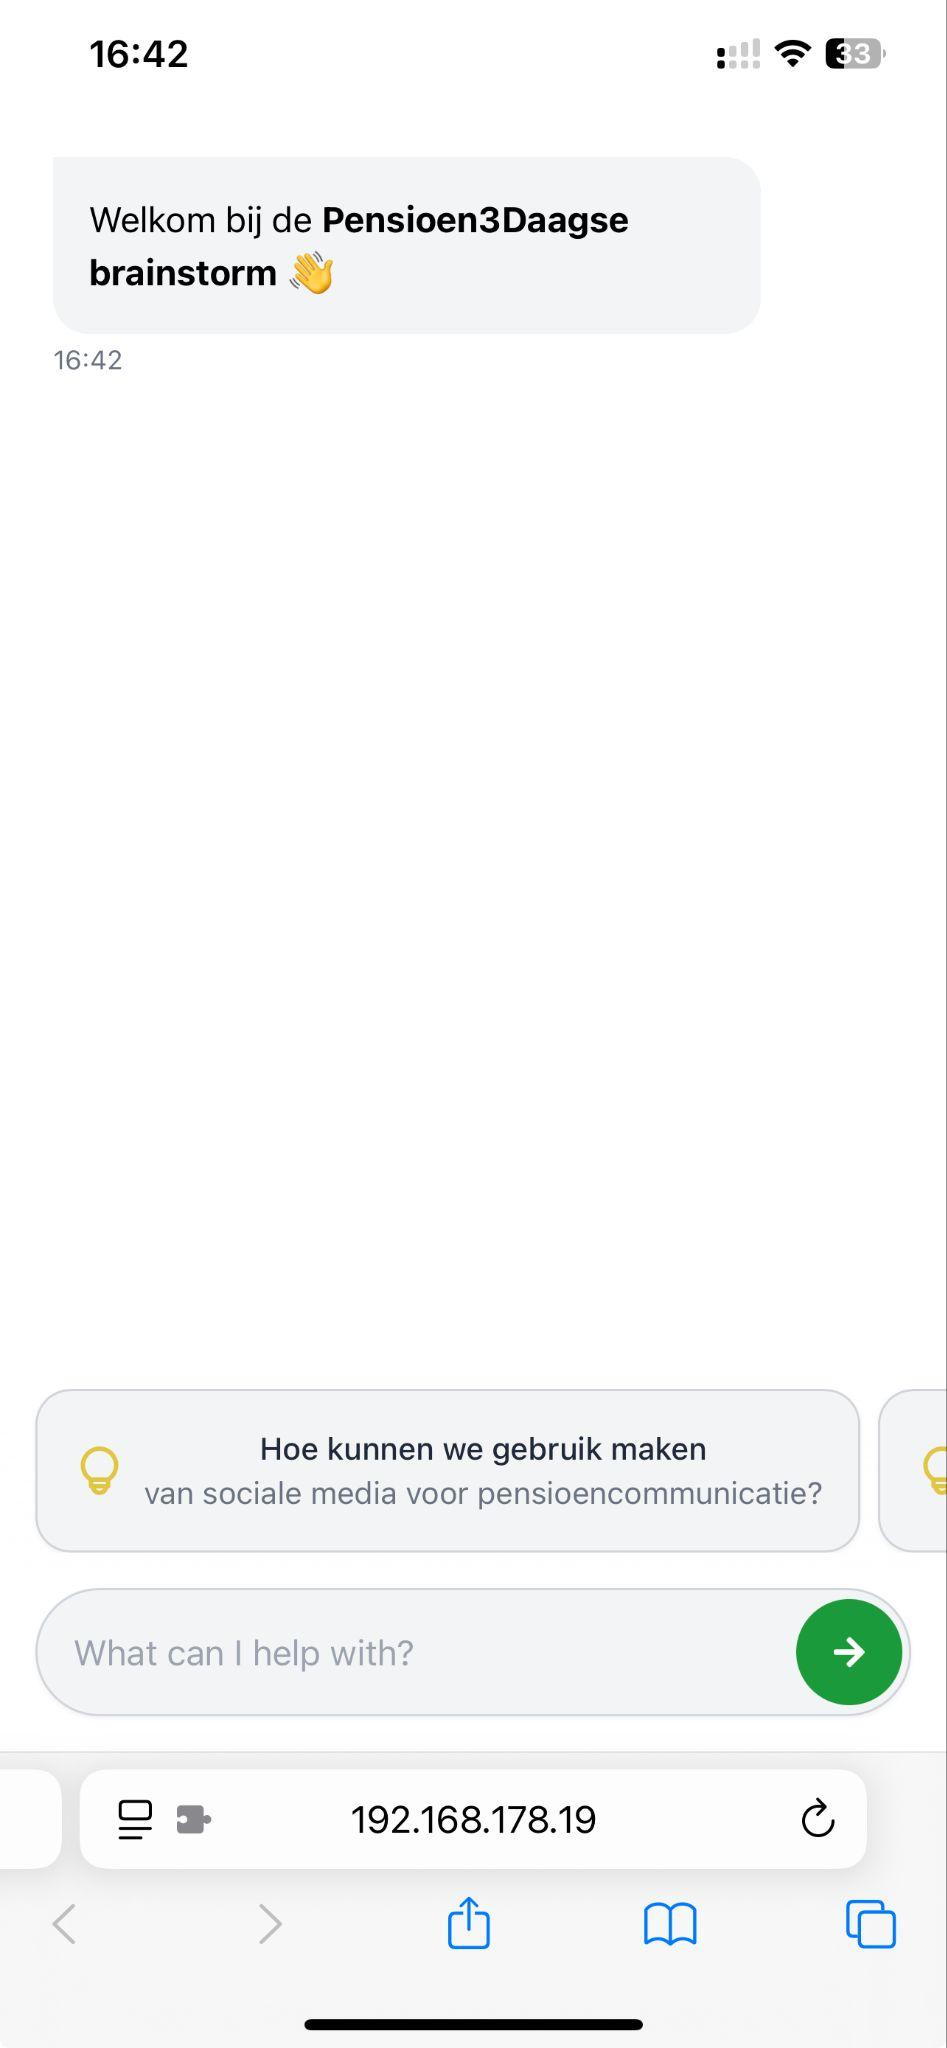 16:42
33
Welkom bij de Pensioen3Daagse
brainstorm 👋
16:42
Hoe kunnen we gebruik maken
van sociale media voor pensioencommunicatie?
What can I help with?
192.168.178.19